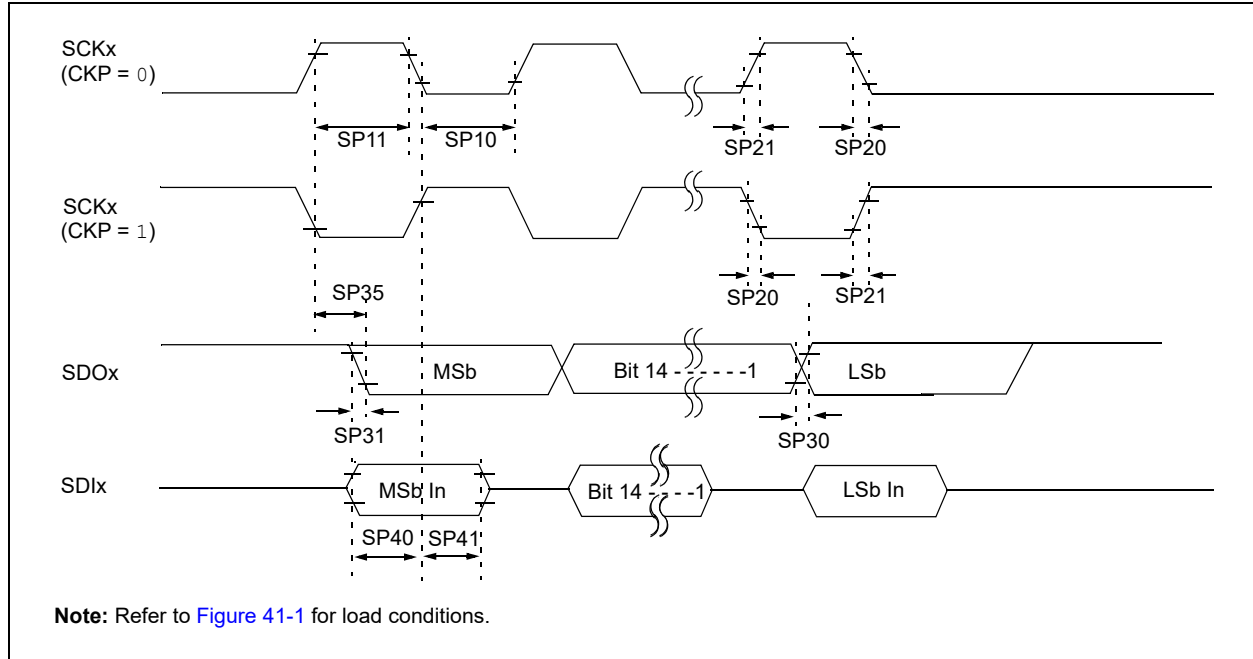 SCKx
(CKP = 0)
SP11
SP10
SP21
SP20
SCKx
(CKP = 1)
SP35
SP20
SP21
SDOx
MSb
Bit 14 - - - - - -1
LSb
SP31
SP30
SDIx
MSb In
Bit 14 - - - - -1
LSb In
SP40
SP41
Note: Refer to Figure 41-1 for load conditions.